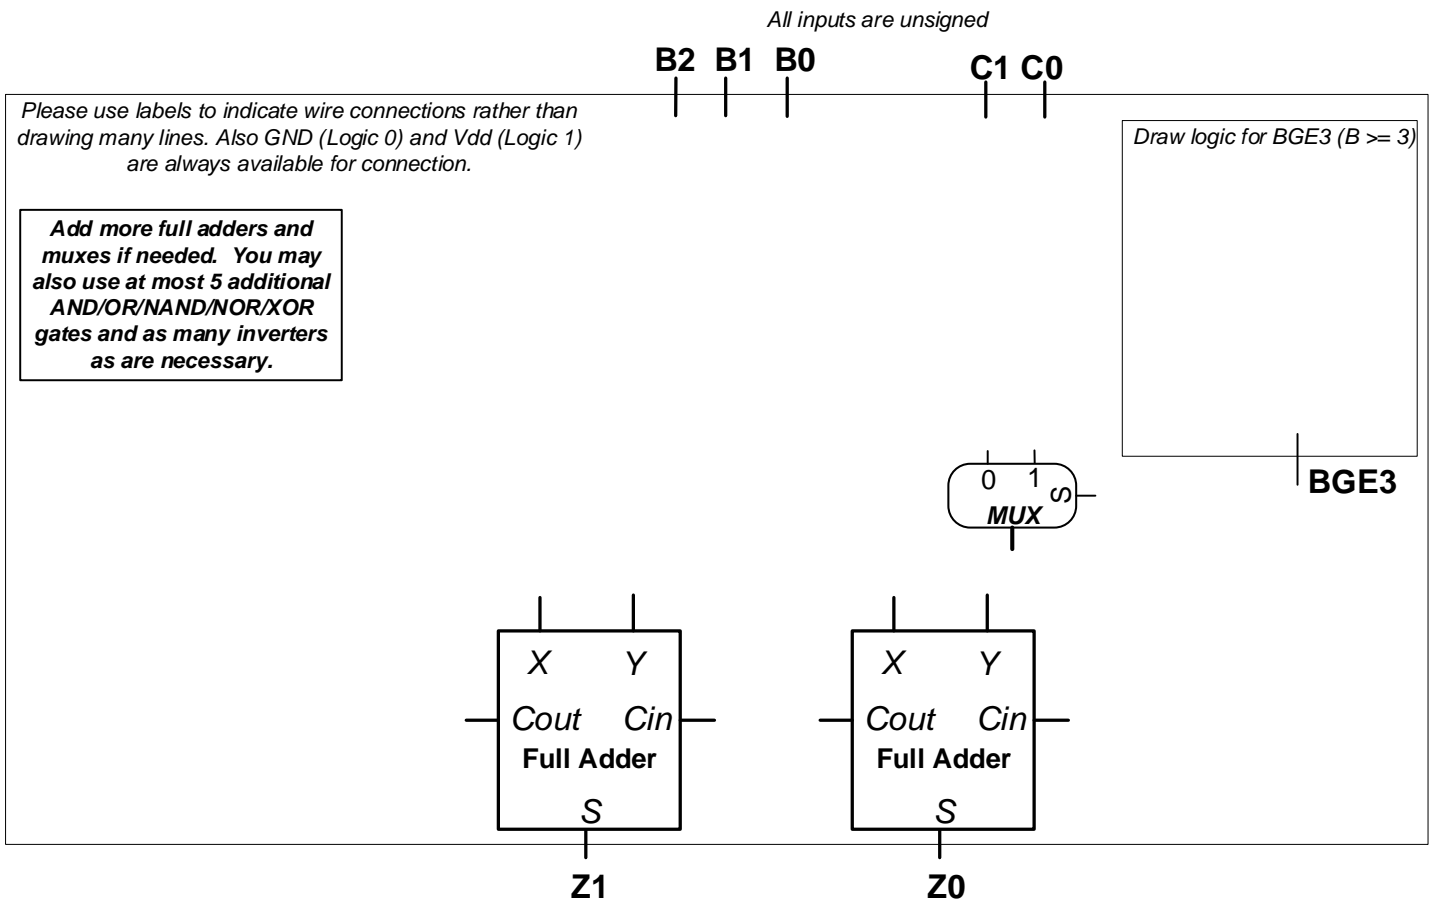 All inputs are unsigned
B2 B1 B0 C1 C0
Please use labels to indicate wire connections rather than
drawing many lines. Also GND (Logic 0) and Vdd (Logic 1)
are always available for connection.
Draw logic for BGE3 (B >= 3)
Add more full adders and
muxes if needed. You may
also use at most 5 additional
AND/OR/NAND/NOR/XOR
gates and as many inverters
as are necessary.
0 1 S
MUX
BGE3
X Y
Cout Cin
Full Adder
S
Z1
X Y
Cout Cin
Full Adder
S
Z0